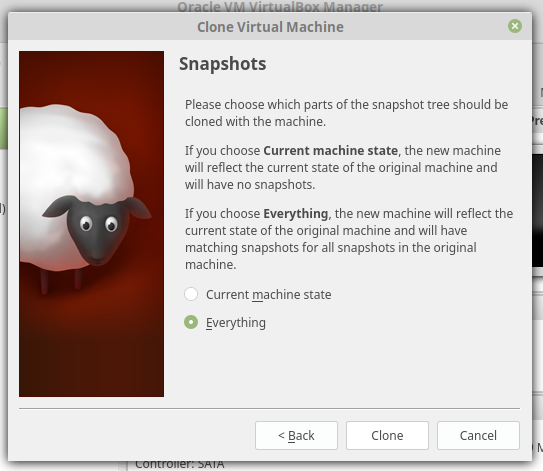 Oracle VM VirtualBox Manager
Clone Virtual Machine
Snapshots
Please choose which parts of the snapshot tree should be
cloned with the machine.
If you choose Current machine state, the new machine
will reflect the current state of the original machine and
will have no snapshots.
If you choose Everything, the new machine will reflect the
current state of the original machine and will have
matching snapshots for all snapshots in the original
machine.
Current machine state
Everything
< Back
Clone
Cancel
Controller: SATA